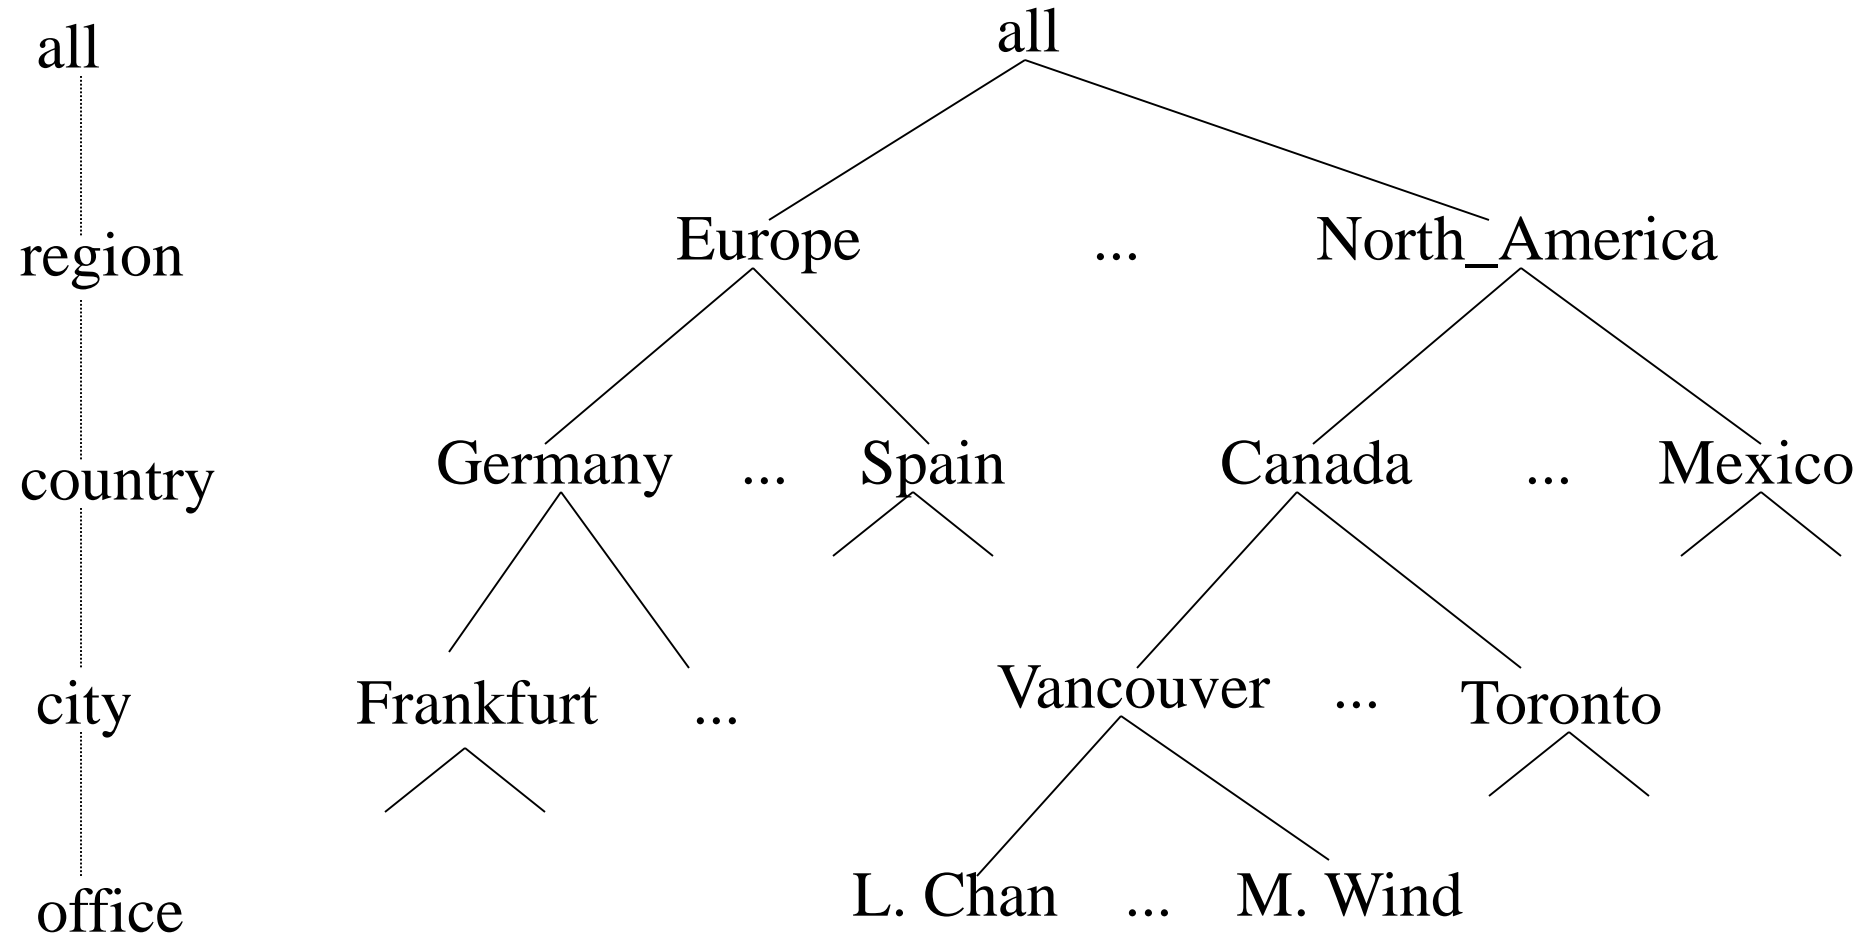 all all
region Europe ... North_America
country Germany ... Spain Canada ... Mexico
city Frankfurt ... Vancouver ... Toronto
office L. Chan ... M. Wind